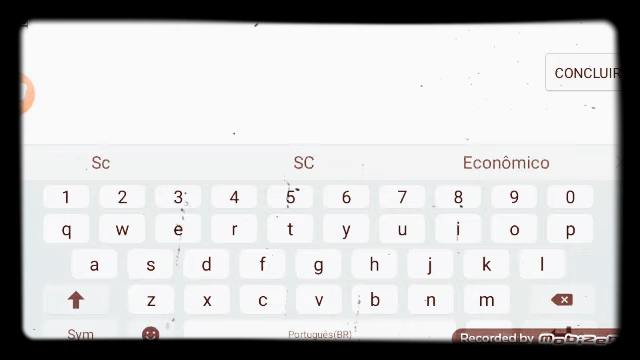 CONCLUIR
Sc SC Econômico
1 2 3 4 5 6 7 8 9 0
q w e r t y u i o p
a s d f g h j k l
z x c v b n m
Sym Português(BR)
Recorded by Mobizen